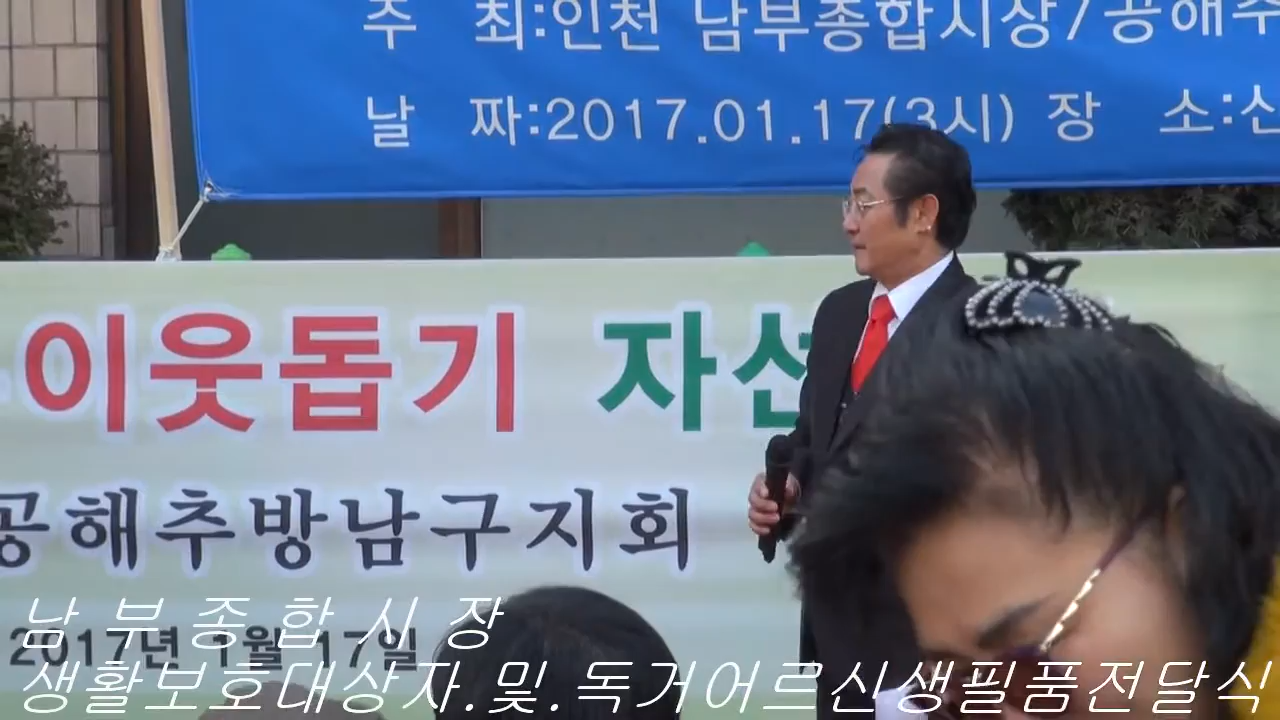 주 최:인천 남부종합시상/공해추
날 짜:2017.01.17(3시) 장 소:신
이웃돕기 자선
공해추방남구지회
2017년 1월 17일
남 부 종 합 시 장
생활보호대상자.및.독거어르신생필품전달식